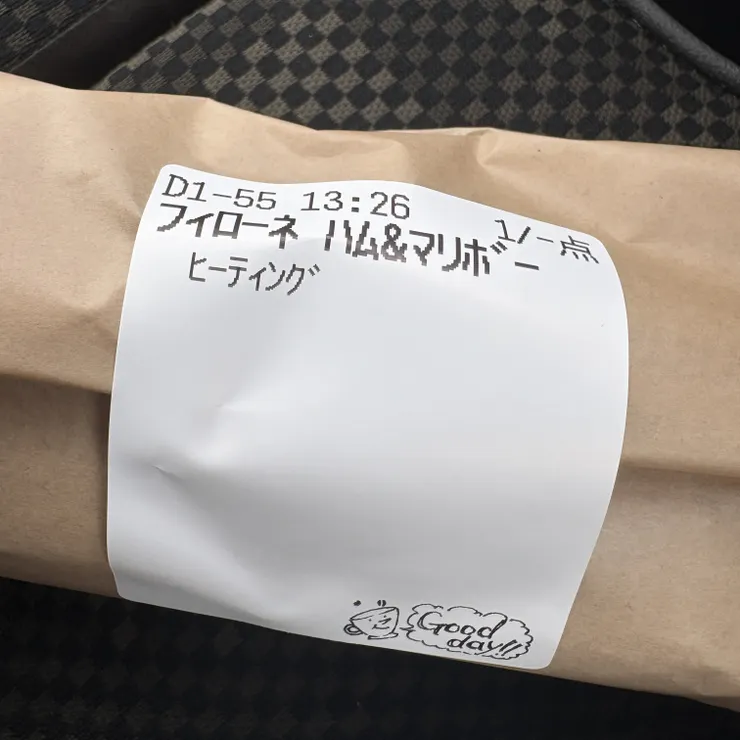 D1-55 13:26
1/-点
フィローネ ハム&マリボー
ヒーティング
Good
day!!